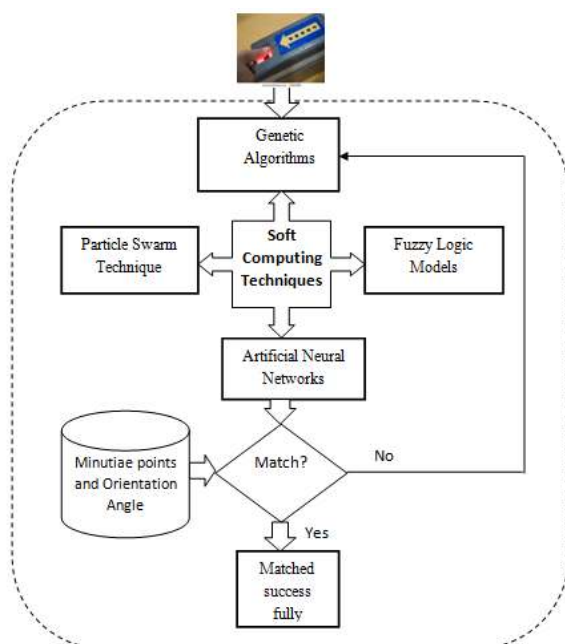 Genetic
Algorithms
Particle Swarm
Technique
Soft
Computing
Techniques
Fuzzy Logic
Models
Artificial Neural
Networks
Minutiae points
and Orientation
Angle
Match?
No
Yes
Matched
success
fully